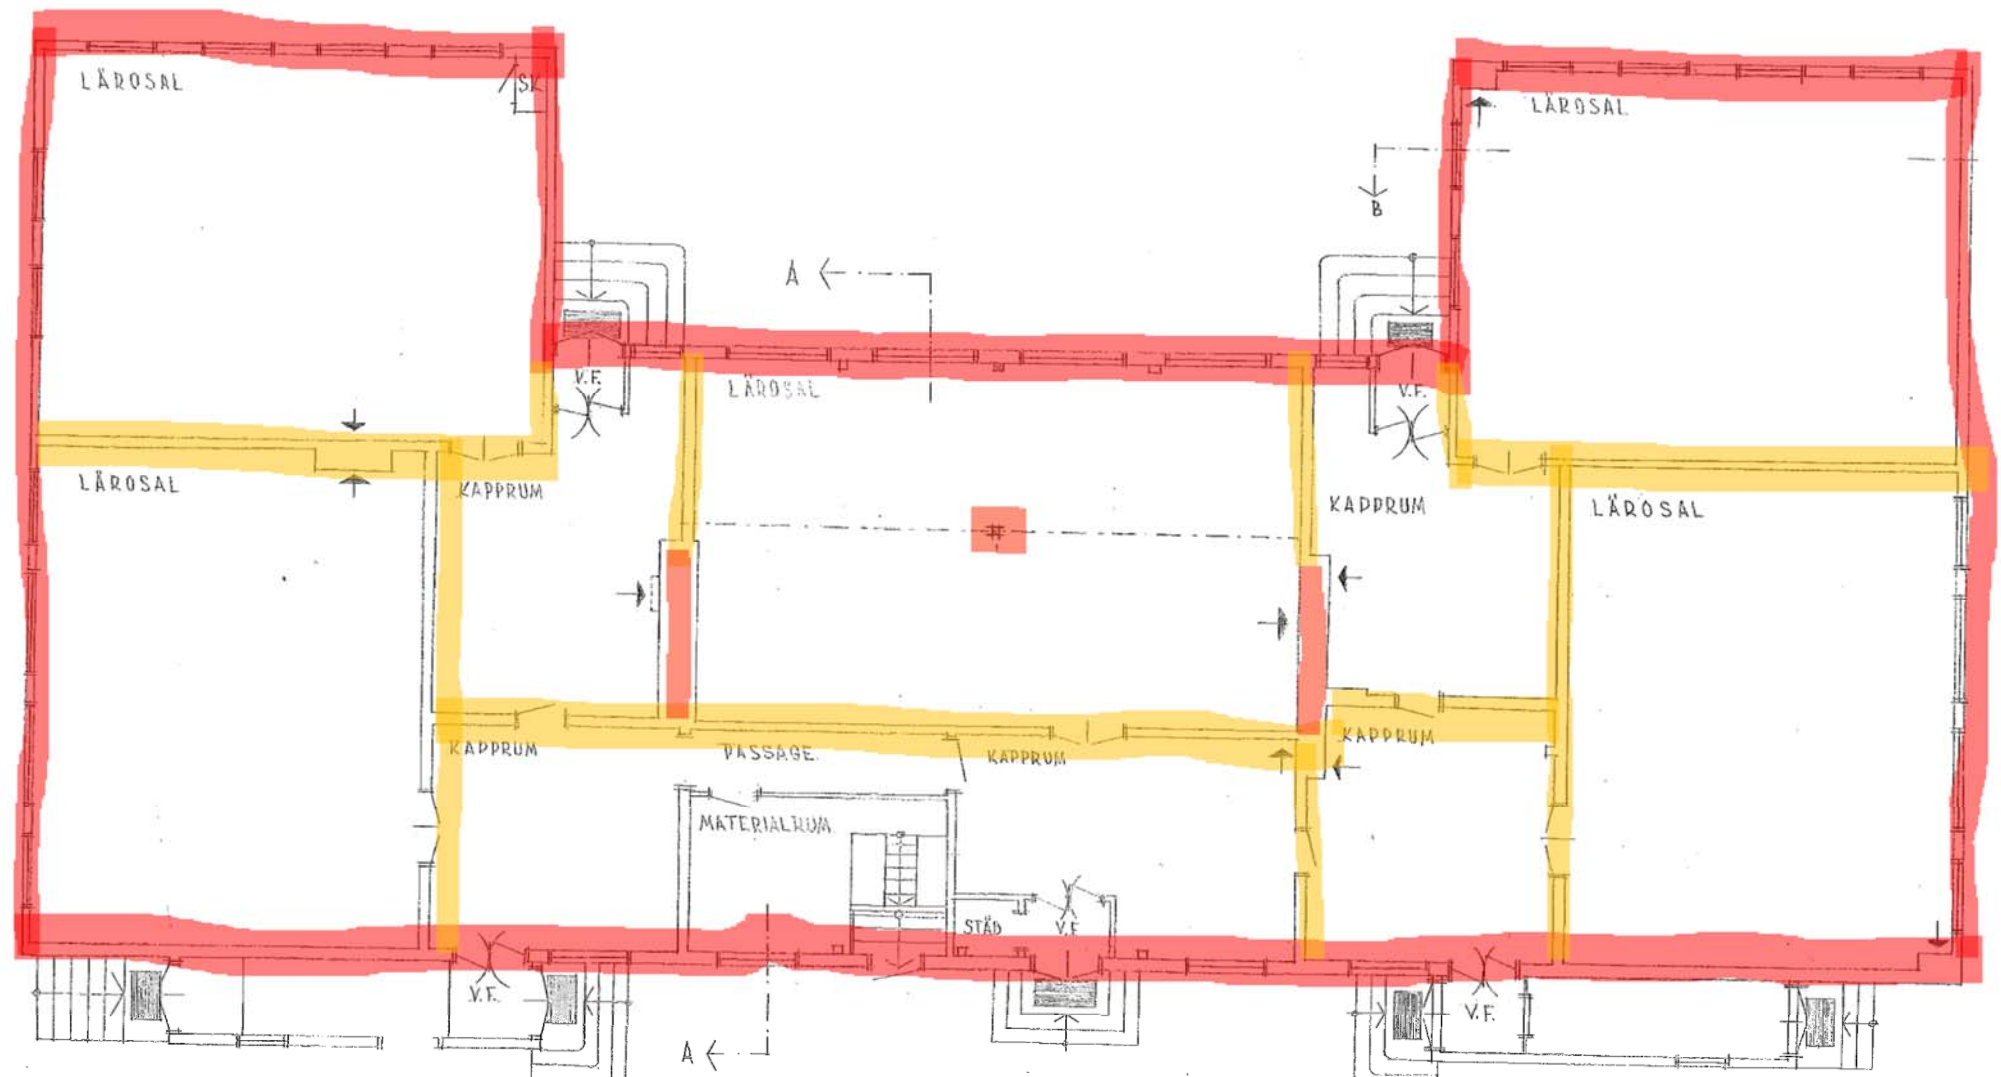 LÄROSAL
SK
LÄROSAL
B
A
V.F.
LÄROSAL
V.F.
LÄROSAL
KAPPRUM
KAPPRUM
LÄROSAL
KAPPRUM
PASSAGE
KAPPRUM
KAPPRUM
MATERIALRUM
STÄD
V.F.
V.F.
V.F.
A